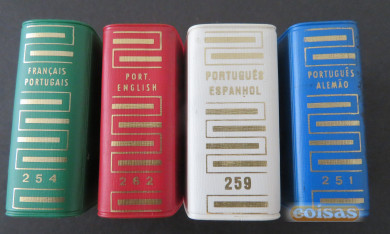 FRANÇAIS
PORTUGAIS
254
PORT.
ENGLISH
262
PORTUGUÊS
ESPANHOL
259
PORTUGUÊS
ALEMÃO
251
coisas